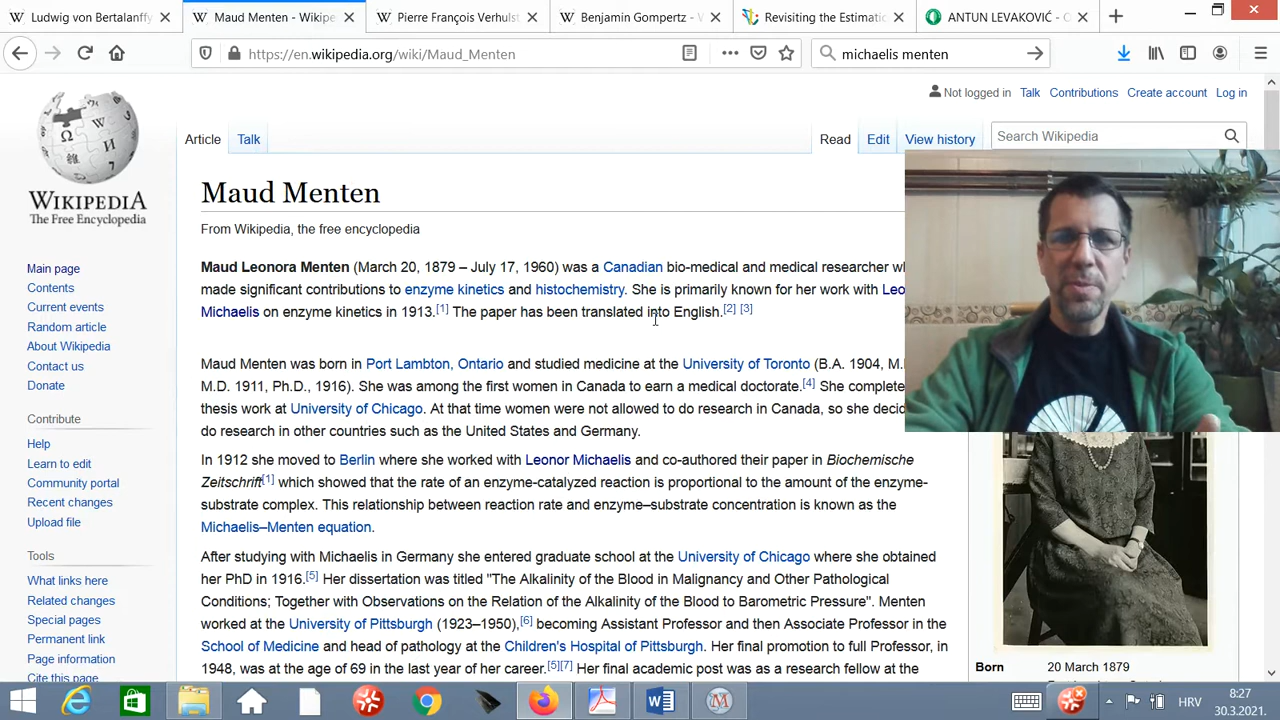 Ludwig von Bertalanffy
Maud Menten - Wikipe
Pierre François Verhulst
Benjamin Gompertz - W
Revisiting the Estimatio
ANTUN LEVAKOVIĆ - C
https://en.wikipedia.org/wiki/Maud_Menten
michaelis menten
Not logged in Talk Contributions Create account Log in
Article Talk
Read Edit View history
Search Wikipedia
WIKIPEDIA
The Free Encyclopedia
Main page
Contents
Current events
Random article
About Wikipedia
Contact us
Donate
Contribute
Help
Learn to edit
Community portal
Recent changes
Upload file
Tools
What links here
Related changes
Special pages
Permanent link
Page information
Cite this page
Maud Menten
From Wikipedia, the free encyclopedia
Maud Leonora Menten (March 20, 1879 – July 17, 1960) was a Canadian bio-medical and medical researcher wh
made significant contributions to enzyme kinetics and histochemistry. She is primarily known for her work with Leo
Michaelis on enzyme kinetics in 1913.[1] The paper has been translated into English.[2] [3]
Maud Menten was born in Port Lambton, Ontario and studied medicine at the University of Toronto (B.A. 1904, M.
M.D. 1911, Ph.D., 1916). She was among the first women in Canada to earn a medical doctorate.[4] She complete
thesis work at University of Chicago. At that time women were not allowed to do research in Canada, so she decid
do research in other countries such as the United States and Germany.
In 1912 she moved to Berlin where she worked with Leonor Michaelis and co-authored their paper in Biochemische
Zeitschrift[1] which showed that the rate of an enzyme-catalyzed reaction is proportional to the amount of the enzyme-
substrate complex. This relationship between reaction rate and enzyme–substrate concentration is known as the
Michaelis–Menten equation.
After studying with Michaelis in Germany she entered graduate school at the University of Chicago where she obtained
her PhD in 1916.[5] Her dissertation was titled "The Alkalinity of the Blood in Malignancy and Other Pathological
Conditions; Together with Observations on the Relation of the Alkalinity of the Blood to Barometric Pressure". Menten
worked at the University of Pittsburgh (1923–1950),[6] becoming Assistant Professor and then Associate Professor in the
School of Medicine and head of pathology at the Children's Hospital of Pittsburgh. Her final promotion to full Professor, in
1948, was at the age of 69 in the last year of her career.[5][7] Her final academic post was as a research fellow at the
Born 20 March 1879
HRV
8:27
30.3.2021.